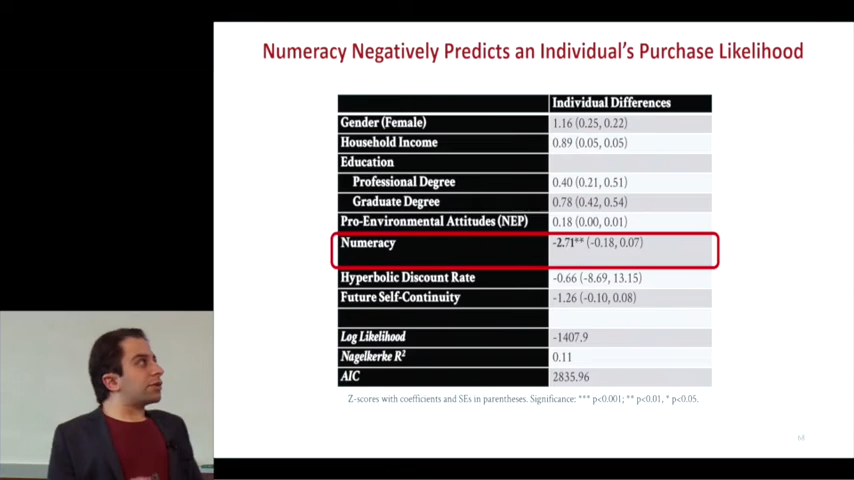 Numeracy Negatively Predicts an Individual's Purchase Likelihood
Individual Differences
Gender (Female) 1.16 (0.25, 0.22)
Household Income 0.89 (0.05, 0.05)
Education
Professional Degree 0.40 (0.21, 0.51)
Graduate Degree 0.78 (0.42, 0.54)
Pro-Environmental Attitudes (NEP) 0.18 (0.00, 0.01)
Numeracy -2.71** (-0.18, 0.07)
Hyperbolic Discount Rate -0.66 (-8.69, 13.15)
Future Self-Continuity -1.26 (-0.10, 0.08)
Log Likelihood -1407.9
Nagelkerke R² 0.11
AIC 2835.96
Z-scores with coefficients and SEs in parentheses. Significance: *** p<0.001; ** p<0.01, * p<0.05.